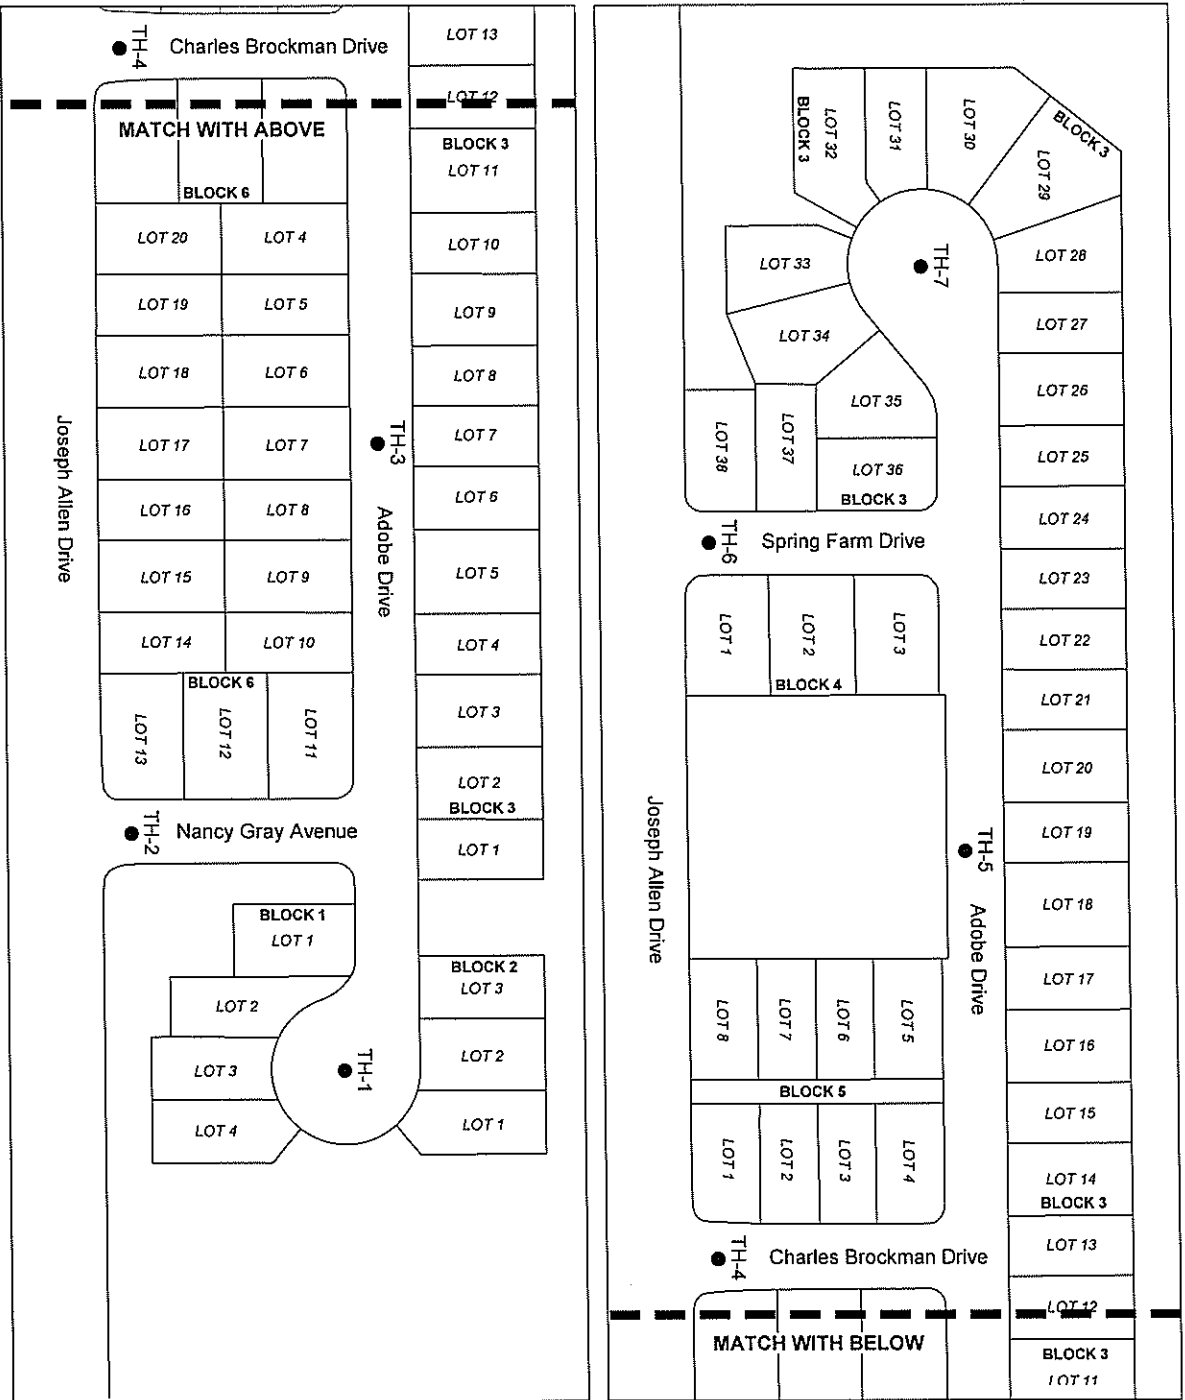 TH-4
Charles Brockman Drive
LOT 13
LOT 12
MATCH WITH ABOVE
BLOCK 3
LOT 11
BLOCK 6
LOT 20
LOT 4
LOT 10
LOT 19
LOT 5
LOT 9
LOT 18
LOT 6
LOT 8
LOT 17
LOT 7
TH-3
LOT 7
Joseph Allen Drive
LOT 16
LOT 8
Adobe Drive
LOT 6
LOT 15
LOT 9
LOT 5
LOT 14
LOT 10
LOT 4
BLOCK 6
LOT 13
LOT 12
LOT 11
LOT 3
LOT 2
BLOCK 3
TH-2
Nancy Gray Avenue
LOT 1
BLOCK 1
LOT 1
BLOCK 2
LOT 3
LOT 2
LOT 2
LOT 3
TH-1
LOT 4
LOT 1
BLOCK 3
LOT 32
LOT 31
LOT 30
BLOCK 3
LOT 29
LOT 33
TH-7
LOT 28
LOT 34
LOT 27
LOT 35
LOT 26
LOT 38
LOT 37
LOT 36
BLOCK 3
LOT 25
TH-6
Spring Farm Drive
LOT 24
LOT 23
LOT 1
LOT 2
LOT 3
LOT 22
BLOCK 4
LOT 21
LOT 20
Joseph Allen Drive
TH-5
LOT 19
Adobe Drive
LOT 18
LOT 17
LOT 8
LOT 7
LOT 6
LOT 5
LOT 16
BLOCK 5
LOT 15
LOT 1
LOT 2
LOT 3
LOT 4
LOT 14
BLOCK 3
TH-4
Charles Brockman Drive
LOT 13
LOT 12
MATCH WITH BELOW
BLOCK 3
LOT 11